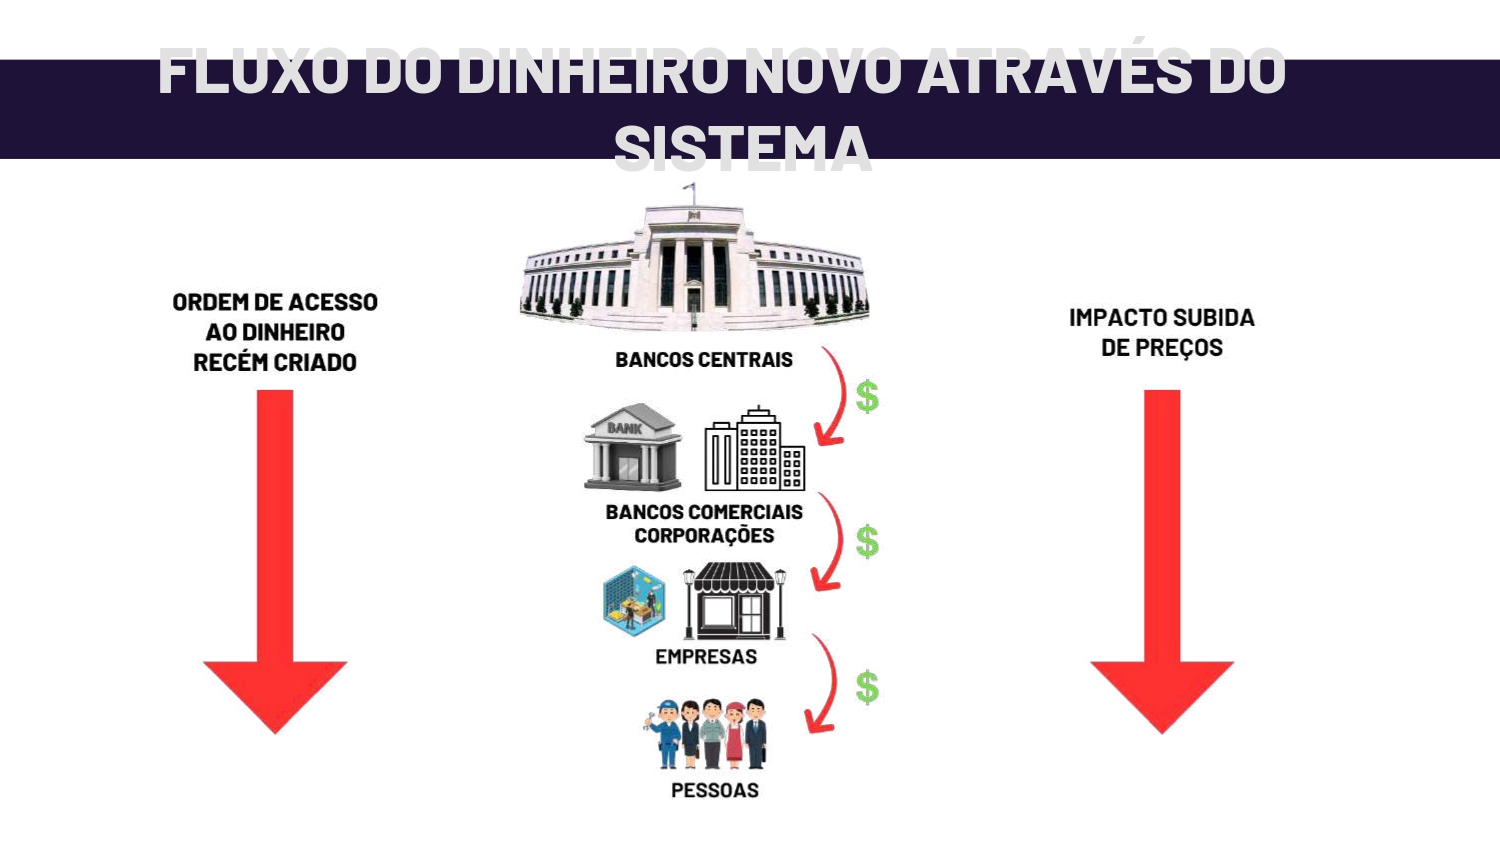 FLUXO DO DINHEIRO NOVO ATRAVÉS DO
SISTEMA
ORDEM DE ACESSO
AO DINHEIRO
RECÉM CRIADO
IMPACTO SUBIDA
DE PREÇOS
BANCOS CENTRAIS
$
BANK
BANCOS COMERCIAIS
CORPORAÇÕES
$
EMPRESAS
$
PESSOAS